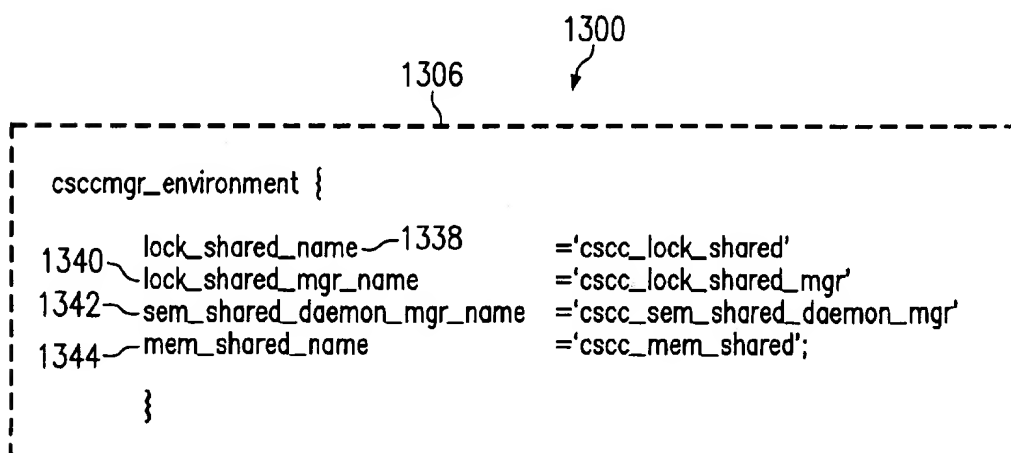 1300
1306
csccmgr_environment {
lock_shared_name 1338 ='cscc_lock_shared'
1340 lock_shared_mgr_name ='cscc_lock_shared_mgr'
1342 sem_shared_daemon_mgr_name ='cscc_sem_shared_daemon_mgr'
1344 mem_shared_name ='cscc_mem_shared';
}